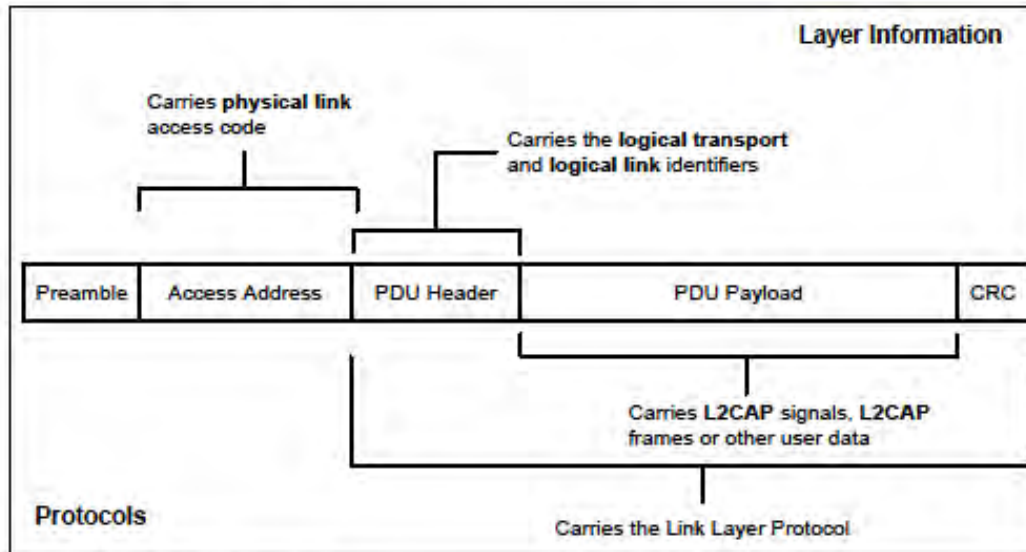 Layer Information
Carries physical link
access code
Carries the logical transport
and logical link identifiers
Preamble
Access Address
PDU Header
PDU Payload
CRC
Carries L2CAP signals, L2CAP
frames or other user data
Protocols
Carries the Link Layer Protocol